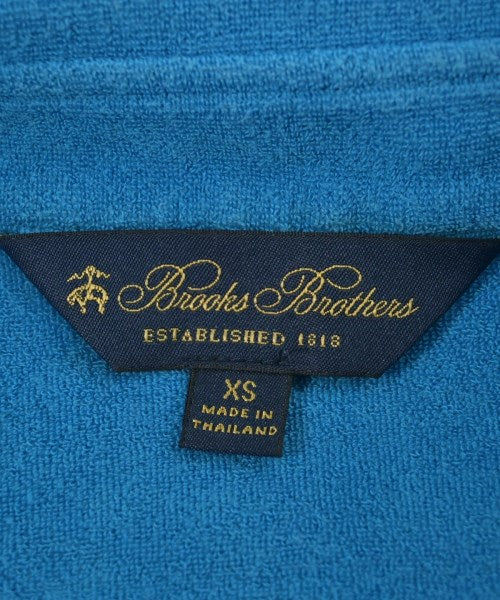 Brooks Brothers
ESTABLISHED 1818
XS
MADE IN
THAILAND